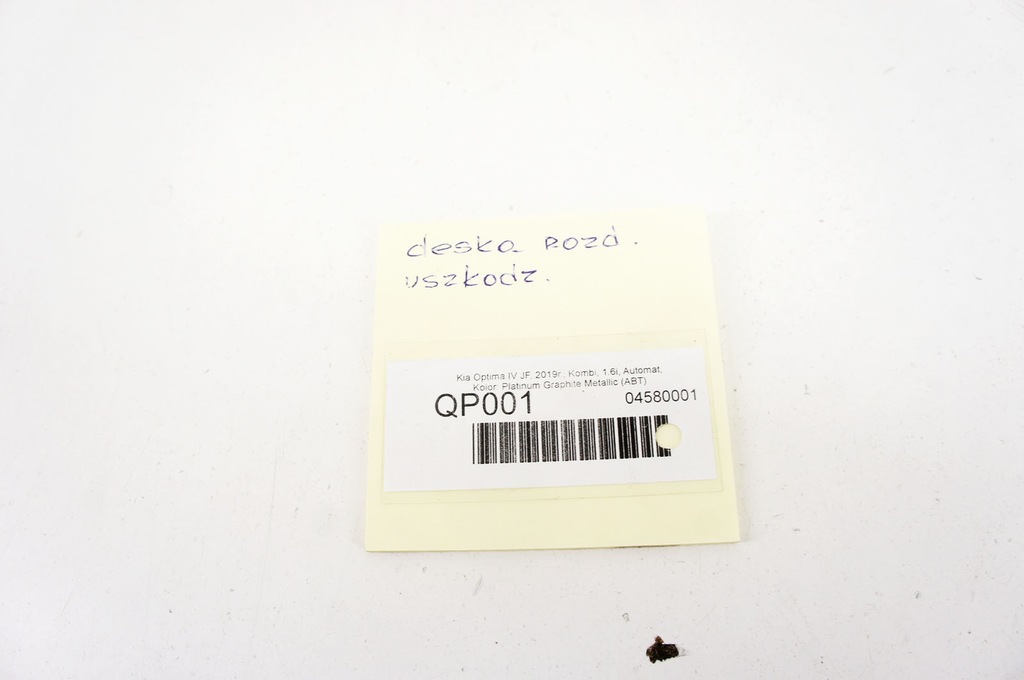 deska rozd.
uszkodz.
Kia Optima IV JF, 2019r., Kombi, 1.6i, Automat,
Kolor: Platinum Graphite Metallic (ABT)
QP001 04580001